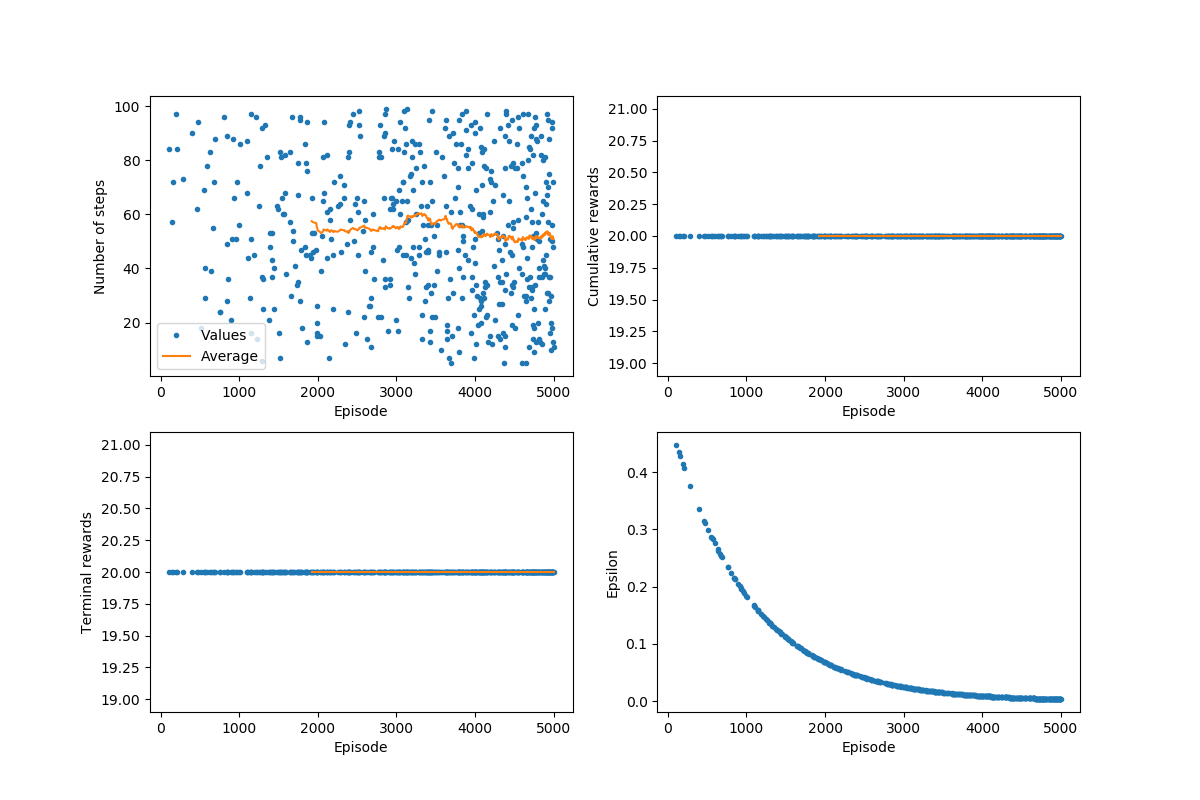 100
80
60
40
20
Number of steps
Values
Average
0 1000 2000 3000 4000 5000
Episode
21.00
20.75
20.50
20.25
20.00
19.75
19.50
19.25
19.00
Cumulative rewards
0 1000 2000 3000 4000 5000
Episode
21.00
20.75
20.50
20.25
20.00
19.75
19.50
19.25
19.00
Terminal rewards
0 1000 2000 3000 4000 5000
Episode
0.4
0.3
0.2
0.1
0.0
Epsilon
0 1000 2000 3000 4000 5000
Episode